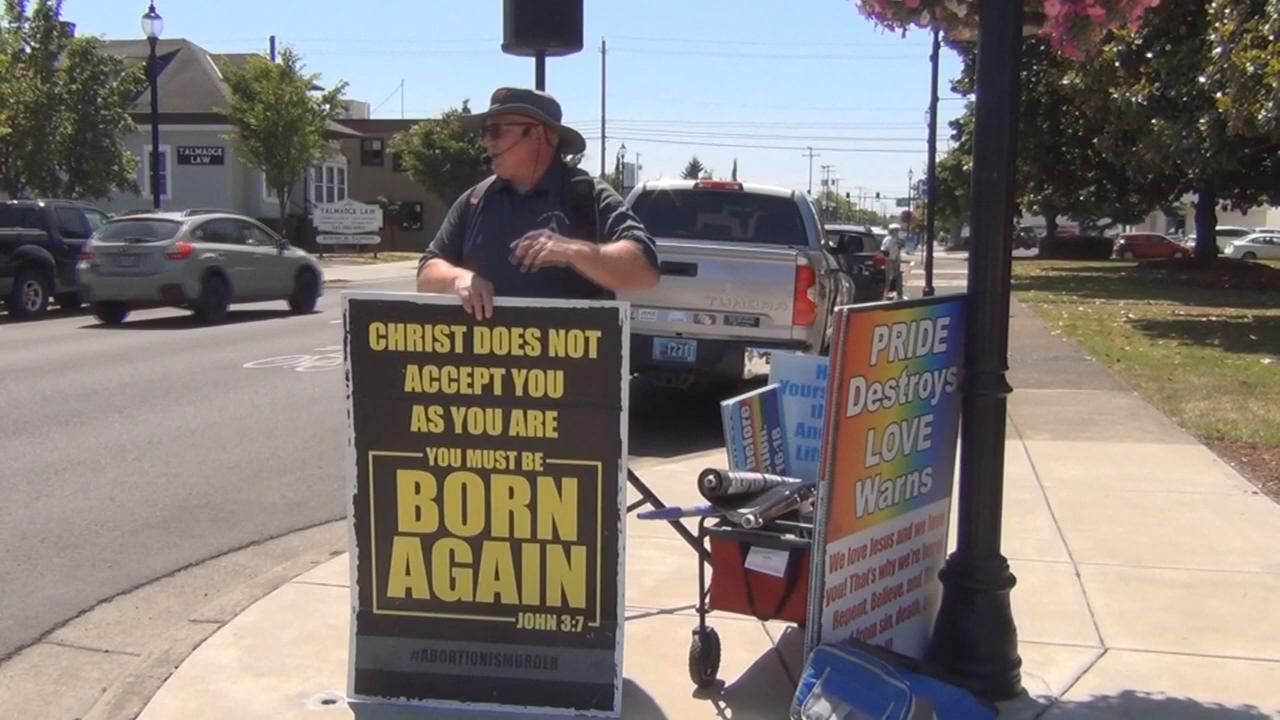 TALMADGE LAW
TALMADGE LAW
TUNDRA
CHRIST DOES NOT
ACCEPT YOU
AS YOU ARE
YOU MUST BE
BORN
AGAIN
JOHN 3:7
#ABORTIONISMURDER
PRIDE
Destroys
LOVE
Warns
We love Jesus and we love
you! That's why we're
Repent, Believe, and
from sin, death,